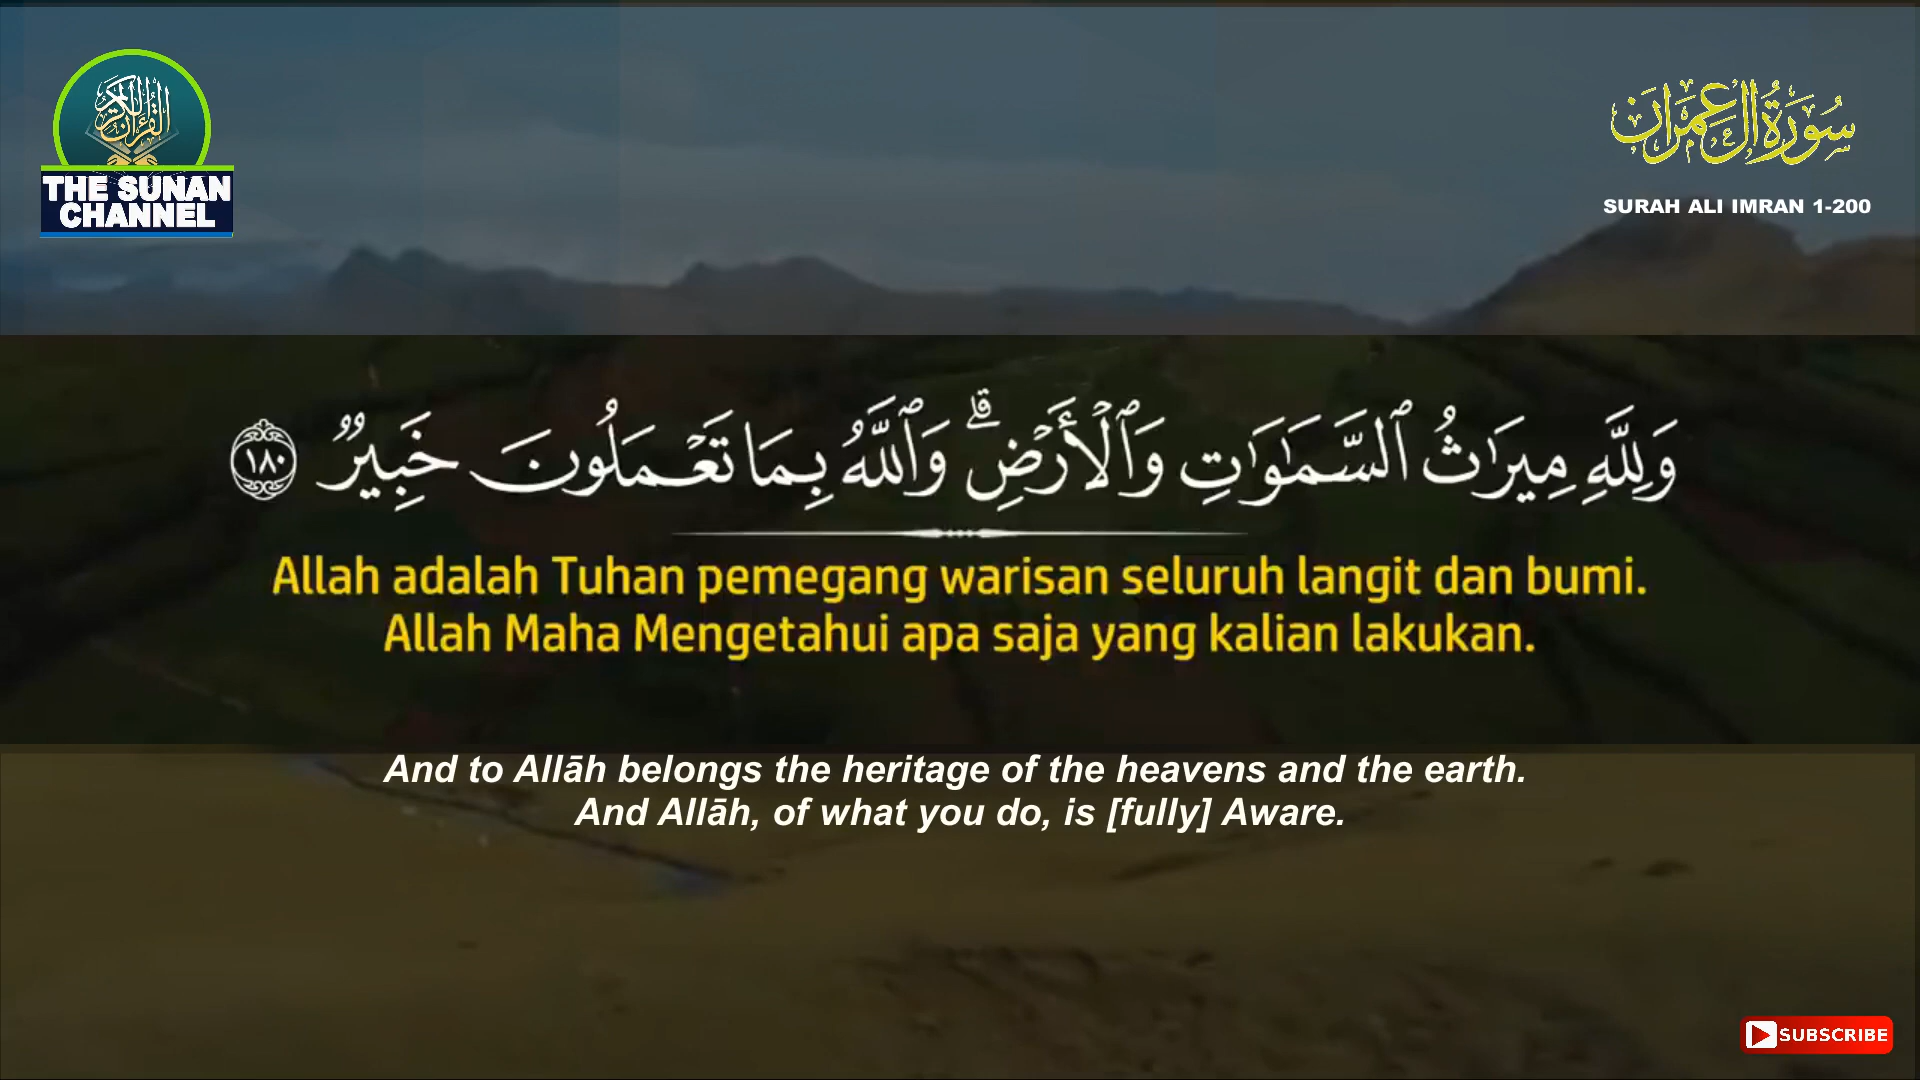 القرآن الكريم
THE SUNAN
CHANNEL
سُورَةُ آلِ عِمْرَان
SURAH ALI IMRAN 1-200
وَلِلَّهِ مِيرَٰثُ ٱلسَّمَٰوَٰتِ وَٱلْأَرْضِ ۗ وَٱللَّهُ بِمَا تَعْمَلُونَ خَبِيرٌ ١٨٠
Allah adalah Tuhan pemegang warisan seluruh langit dan bumi.
Allah Maha Mengetahui apa saja yang kalian lakukan.
And to Allāh belongs the heritage of the heavens and the earth.
And Allāh, of what you do, is [fully] Aware.
SUBSCRIBE